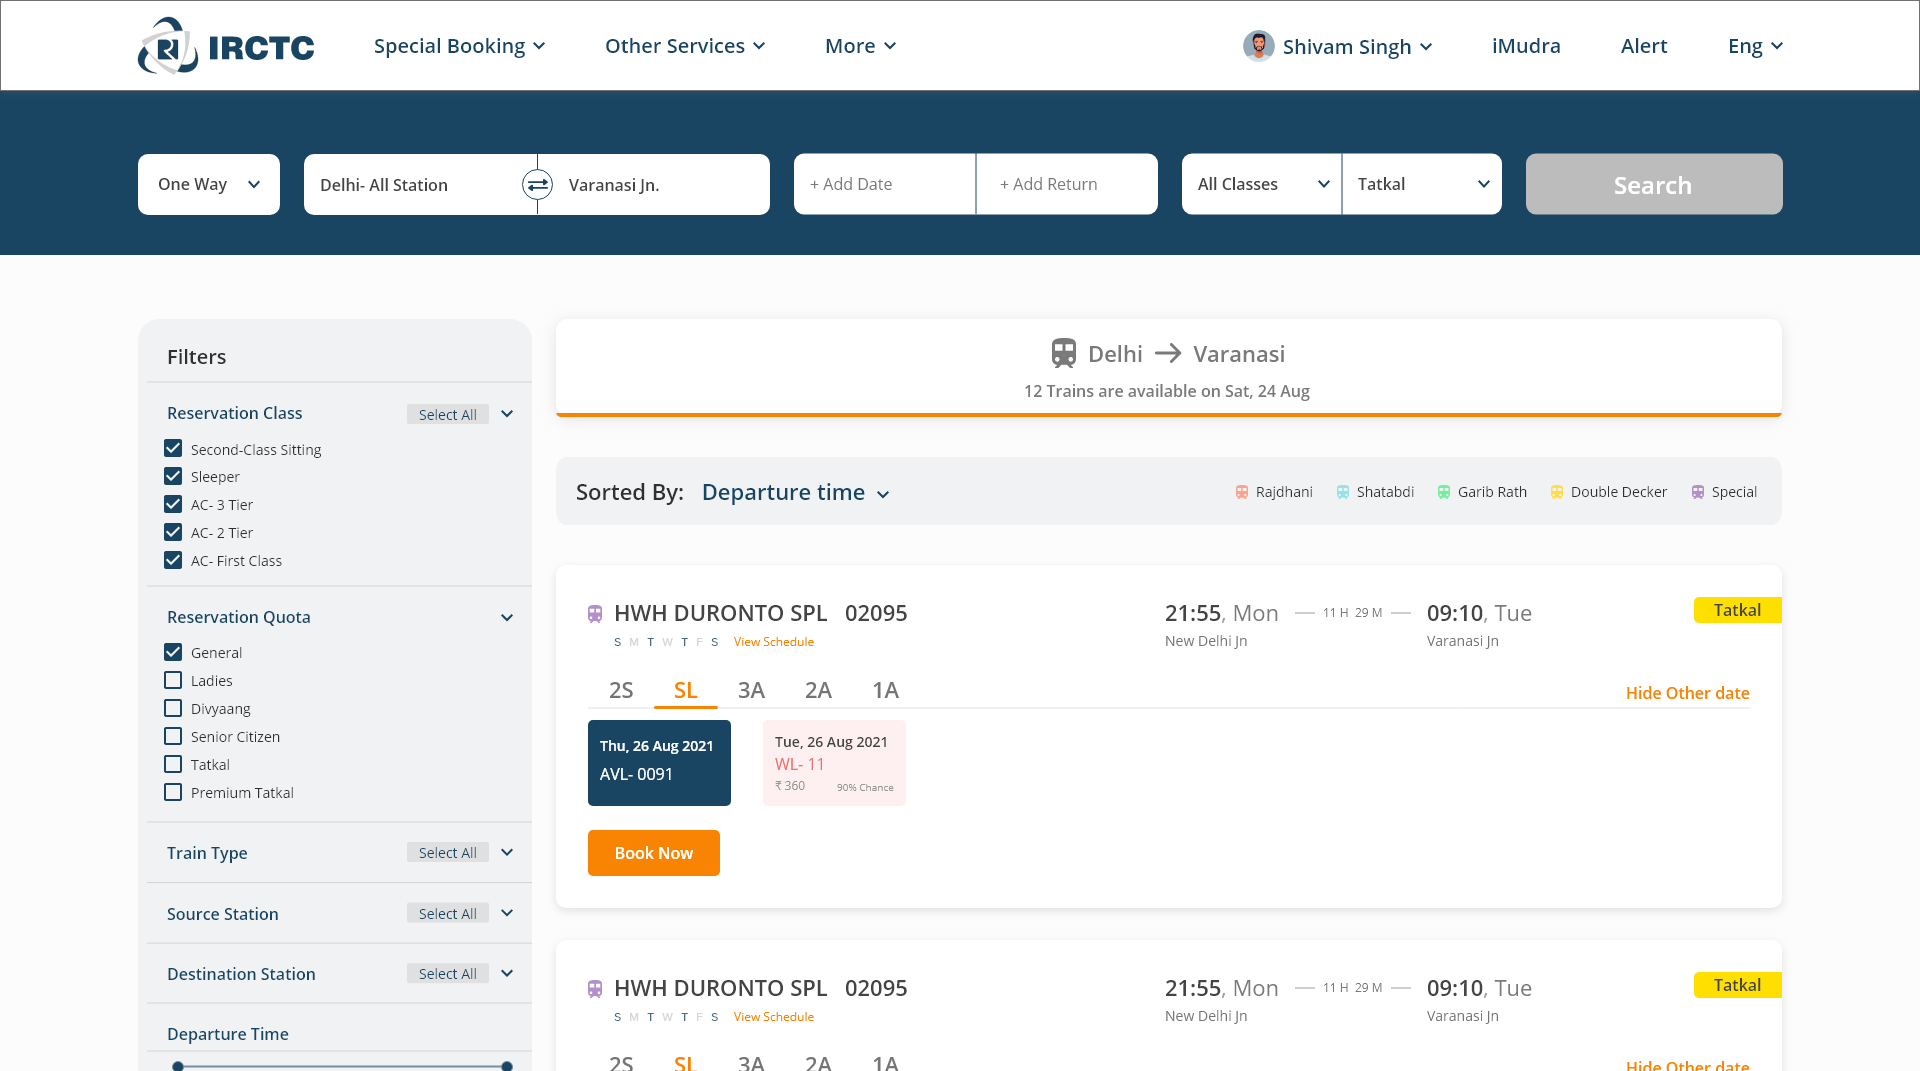 IRCTC
Special Booking
Other Services
More
Shivam Singh
iMudra
Alert
Eng
One Way
Delhi- All Station
Varanasi Jn.
+ Add Date
+ Add Return
All Classes
Tatkal
Search
Filters
Reservation Class
Select All
Second-Class Sitting
Sleeper
AC- 3 Tier
AC- 2 Tier
AC- First Class
Reservation Quota
General
Ladies
Divyaang
Senior Citizen
Tatkal
Premium Tatkal
Train Type
Select All
Source Station
Select All
Destination Station
Select All
Departure Time
Delhi → Varanasi
12 Trains are available on Sat, 24 Aug
Sorted By: Departure time
Rajdhani
Shatabdi
Garib Rath
Double Decker
Special
HWH DURONTO SPL 02095
S M T W T F S View Schedule
21:55, Mon
11 H 29 M
09:10, Tue
New Delhi Jn
Varanasi Jn
Tatkal
2S SL 3A 2A 1A
Hide Other date
Thu, 26 Aug 2021
AVL- 0091
Tue, 26 Aug 2021
WL- 11
₹ 360
90% Chance
Book Now
HWH DURONTO SPL 02095
S M T W T F S View Schedule
21:55, Mon
11 H 29 M
09:10, Tue
New Delhi Jn
Varanasi Jn
Tatkal
2S SL 3A 2A 1A
Hide Other date